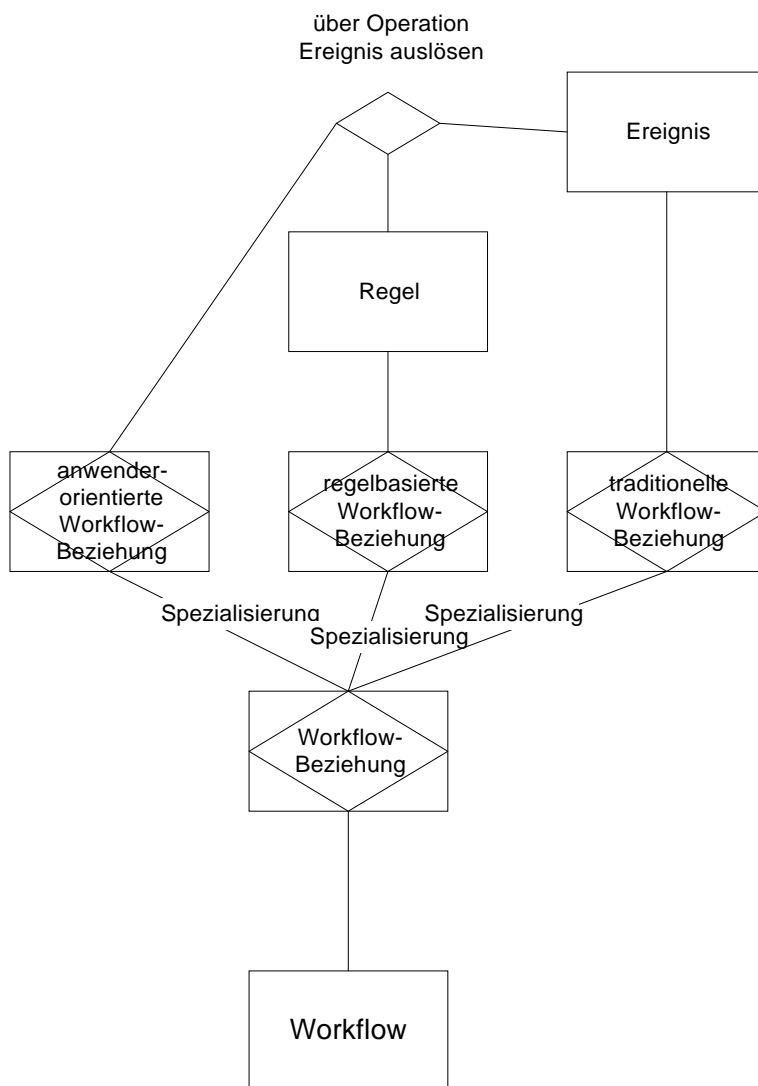 über Operation
Ereignis auslösen
Ereignis
Regel
anwender-
orientierte
Workflow-
Beziehung
regelbasierte
Workflow-
Beziehung
traditionelle
Workflow-
Beziehung
Spezialisierung
Spezialisierung
Spezialisierung
Workflow-
Beziehung
Workflow